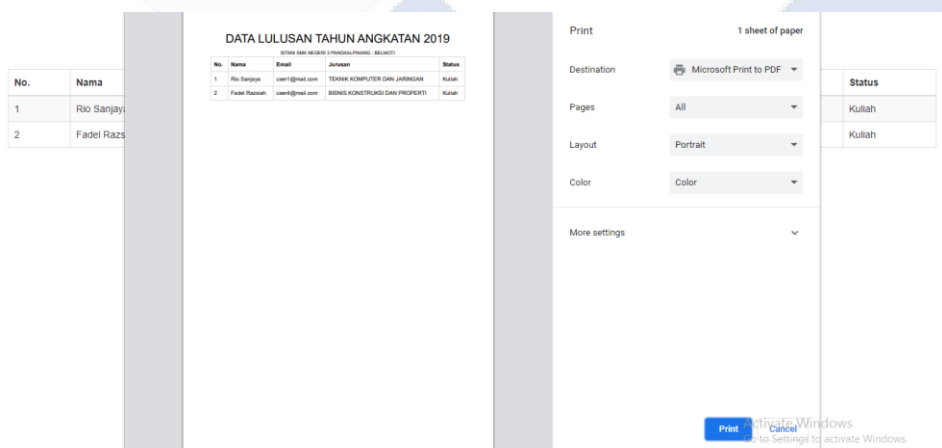 DATA LULUSAN TAHUN ANGKATAN 2019
SITANI SMK NEGERI 2 PANGKALPINANG -
No. Nama Email Jurusan Status
1 Rio Sanjaya user1@mail.com TEKNIK KOMPUTER DAN JARINGAN Kuliah
2 Fadel Razsiah user4@mail.com BISNIS KONSTRUKSI DAN PROPERTI Kuliah
No. Nama Status
1 Rio Sanjaya Kuliah
2 Fadel Razs Kuliah
Print 1 sheet of paper
Destination Microsoft Print to PDF
Pages All
Layout Portrait
Color Color
More settings
Print Cancel
Activate Windows
Go to Settings to activate Windows.